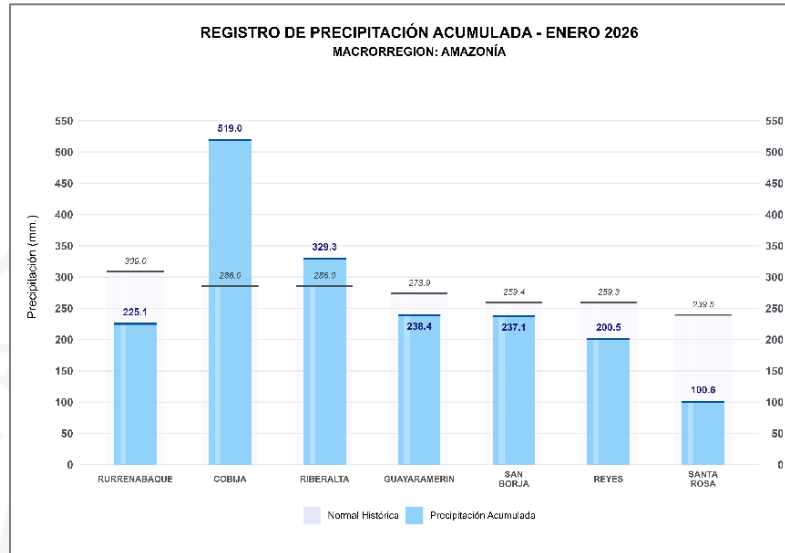 REGISTRO DE PRECIPITACIÓN ACUMULADA - ENERO 2026
MACRORREGION: AMAZONÍA
Precipitación (mm.)
550
500
450
400
350
300
250
200
150
100
50
0
309.0
225.1
519.0
286.6
329.3
286.6
273.9
238.4
259.4
237.1
259.3
200.5
239.5
100.6
550
500
450
400
350
300
250
200
150
100
50
0
RURRENABAQUE
COBIJA
RIBERALTA
GUAYARAMERIN
SAN
BORJA
REYES
SANTA
ROSA
Normal Histórica
Precipitación Acumulada